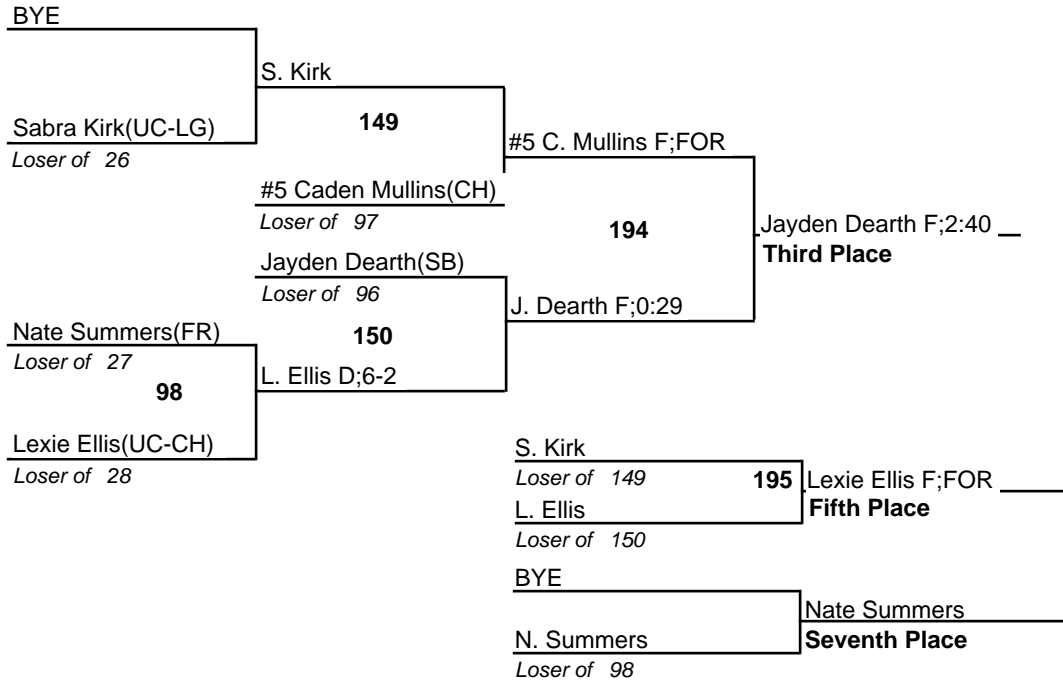 BYE
S. Kirk
Sabra Kirk(UC-LG)
Loser of 26
149
#5 C. Mullins F;FOR
#5 Caden Mullins(CH)
Loser of 97
194
Jayden Dearth F;2:40
Third Place
Jayden Dearth(SB)
Loser of 96
J. Dearth F;0:29
Nate Summers(FR)
Loser of 27
150
L. Ellis D;6-2
98
Lexie Ellis(UC-CH)
Loser of 28
S. Kirk
Loser of 149
195
Lexie Ellis F;FOR
Fifth Place
L. Ellis
Loser of 150
BYE
Nate Summers
Seventh Place
N. Summers
Loser of 98